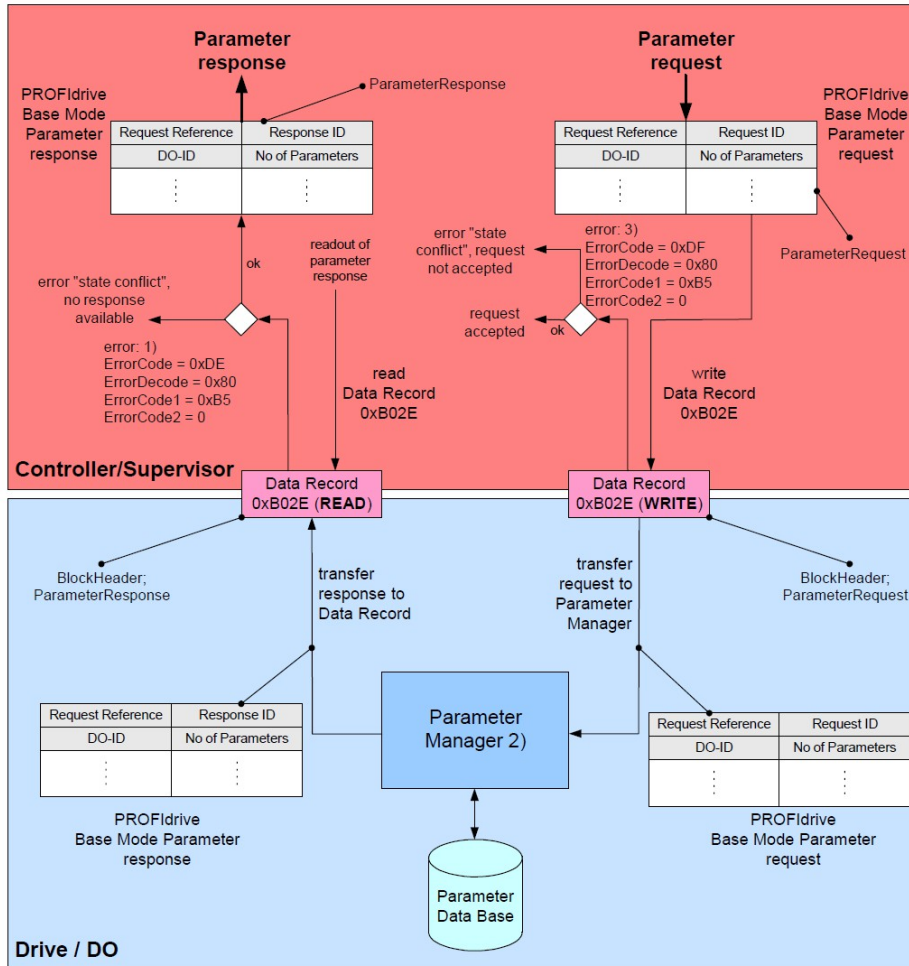 Parameter
response
Parameter
request
PROFIdrive
Base Mode
Parameter
response
ParameterResponse
Request Reference
Response ID
DO-ID
No of Parameters
PROFIdrive
Base Mode
Parameter
request
Request Reference
Request ID
DO-ID
No of Parameters
ParameterRequest
ok
readout of
parameter
response
error "state conflict",
no response
available
error: 1)
ErrorCode = 0xDE
ErrorDecode = 0x80
ErrorCode1 = 0xB5
ErrorCode2 = 0
read
Data Record
0xB02E
error "state
conflict", request
not accepted
error: 3)
ErrorCode = 0xDF
ErrorDecode = 0x80
ErrorCode1 = 0xB5
ErrorCode2 = 0
request
accepted
ok
write
Data Record
0xB02E
Controller/Supervisor
Data Record
0xB02E (READ)
Data Record
0xB02E (WRITE)
BlockHeader;
ParameterResponse
transfer
response to
Data Record
transfer
request to
Parameter
Manager
BlockHeader;
ParameterRequest
Request Reference
Response ID
DO-ID
No of Parameters
PROFIdrive
Base Mode Parameter
response
Parameter
Manager 2)
Request Reference
Request ID
DO-ID
No of Parameters
PROFIdrive
Base Mode Parameter
request
Parameter
Data Base
Drive / DO